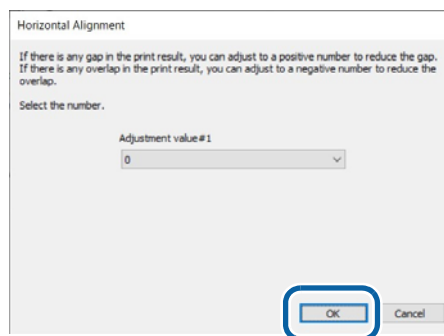 Horizontal Alignment
If there is any gap in the print result, you can adjust to a positive number to reduce the gap.
If there is any overlap in the print result, you can adjust to a negative number to reduce the
overlap.
Select the number.
Adjustment value#1
0
OK Cancel